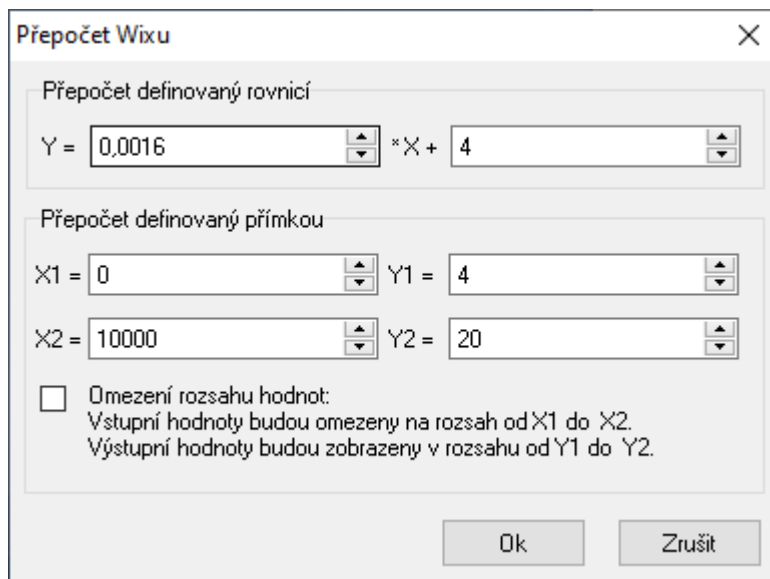 Přepočet Wixu
Přepočet definovaný rovnicí
Y = 0,0016 * X + 4
Přepočet definovaný přímkou
X1 = 0 Y1 = 4
X2 = 10000 Y2 = 20
Omezení rozsahu hodnot:
Vstupní hodnoty budou omezeny na rozsah od X1 do X2.
Výstupní hodnoty budou zobrazeny v rozsahu od Y1 do Y2.
Ok Zrušit